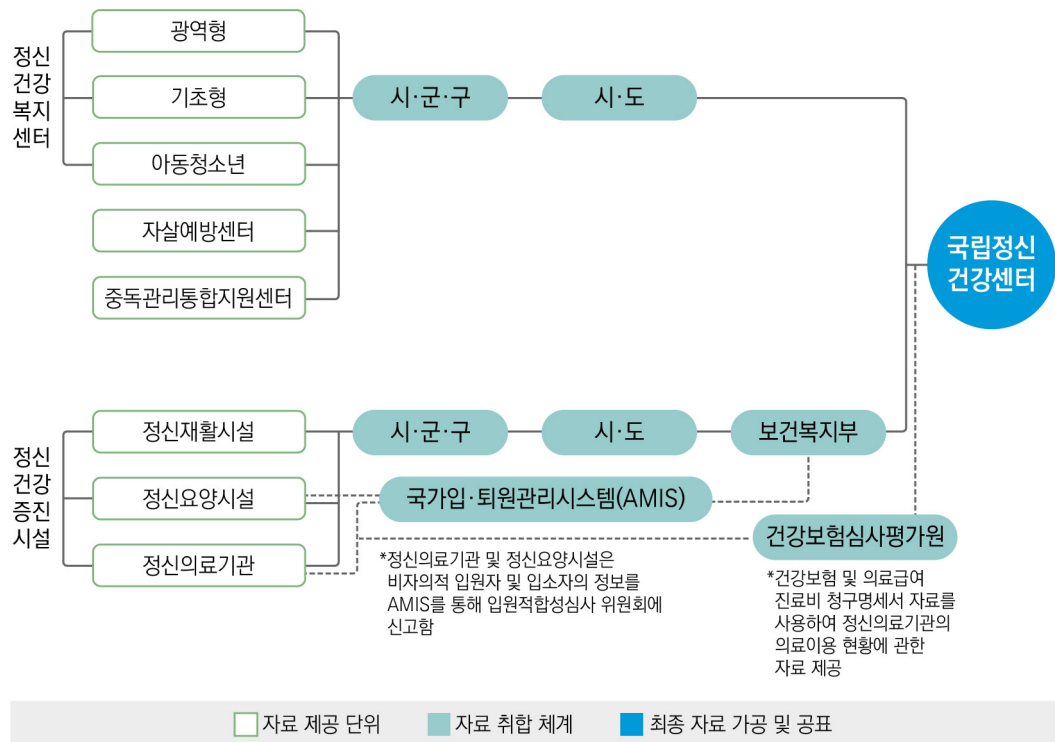 정신
건강
복지
센터
광역형
기초형
아동청소년
자살예방센터
중독관리통합지원센터
시·군·구
시·도
국립정신
건강센터
정신
건강
증진
시설
정신재활시설
정신요양시설
정신의료기관
시·군·구
시·도
보건복지부
국가입·퇴원관리시스템(AMIS)
*정신의료기관 및 정신요양시설은
비자의적 입원자 및 입소자의 정보를
AMIS를 통해 입원적합성심사 위원회에
신고함
건강보험심사평가원
*건강보험 및 의료급여
진료비 청구명세서 자료를
사용하여 정신의료기관의
의료이용 현황에 관한
자료 제공
자료 제공 단위
자료 취합 체계
최종 자료 가공 및 공표